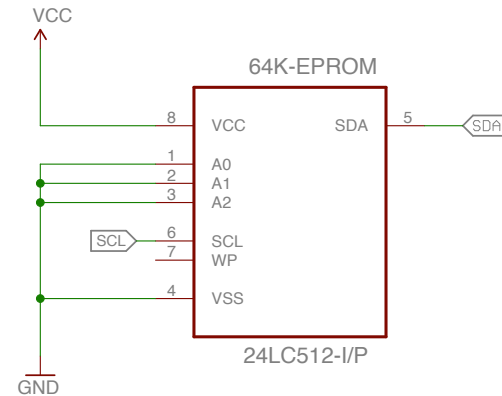 VCC
64K-EPROM
8 VCC SDA 5 SDA
1 A0
2 A1
3 A2
SCL 6 SCL
7 WP
4 VSS
24LC512-I/P
GND